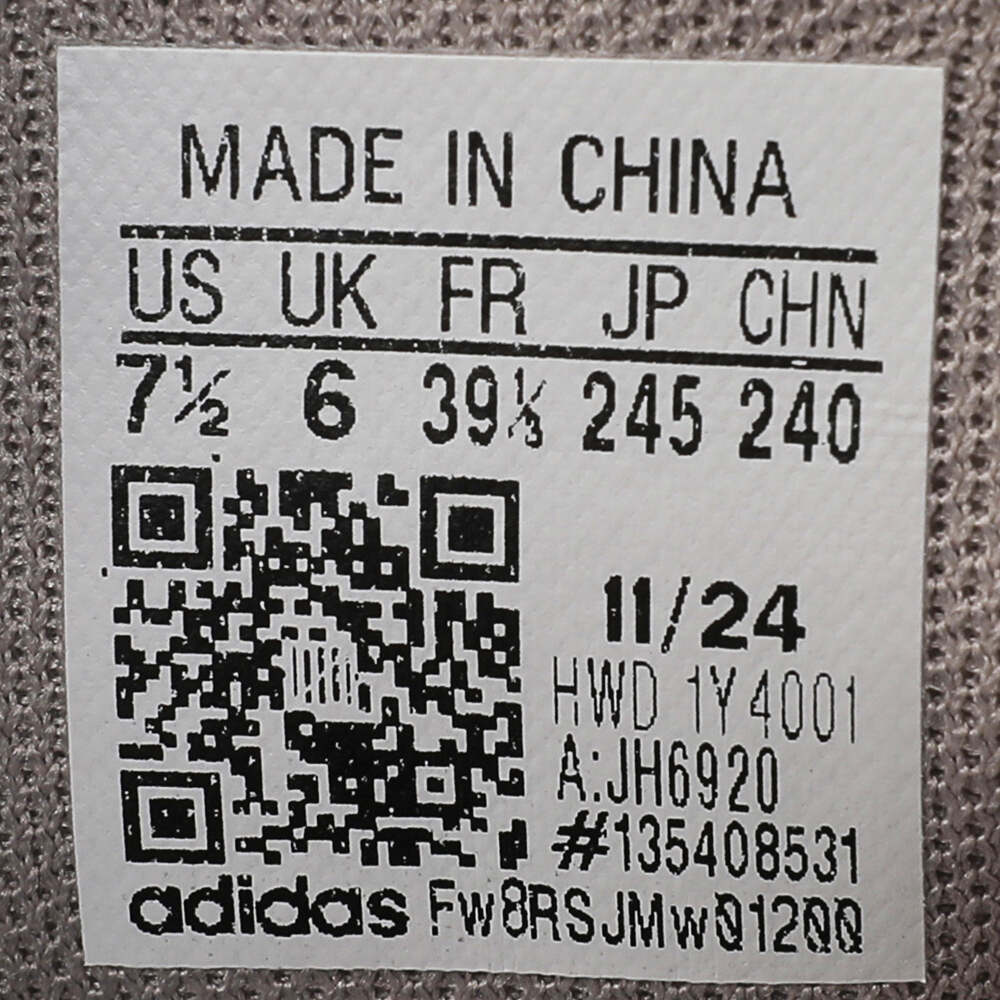 MADE IN CHINA
US UK FR JP CHN
7½ 6 39⅓ 245 240
11/24
HWD 1Y4001
A:JH6920
#135408531
adidas Fw8RSJMw01200